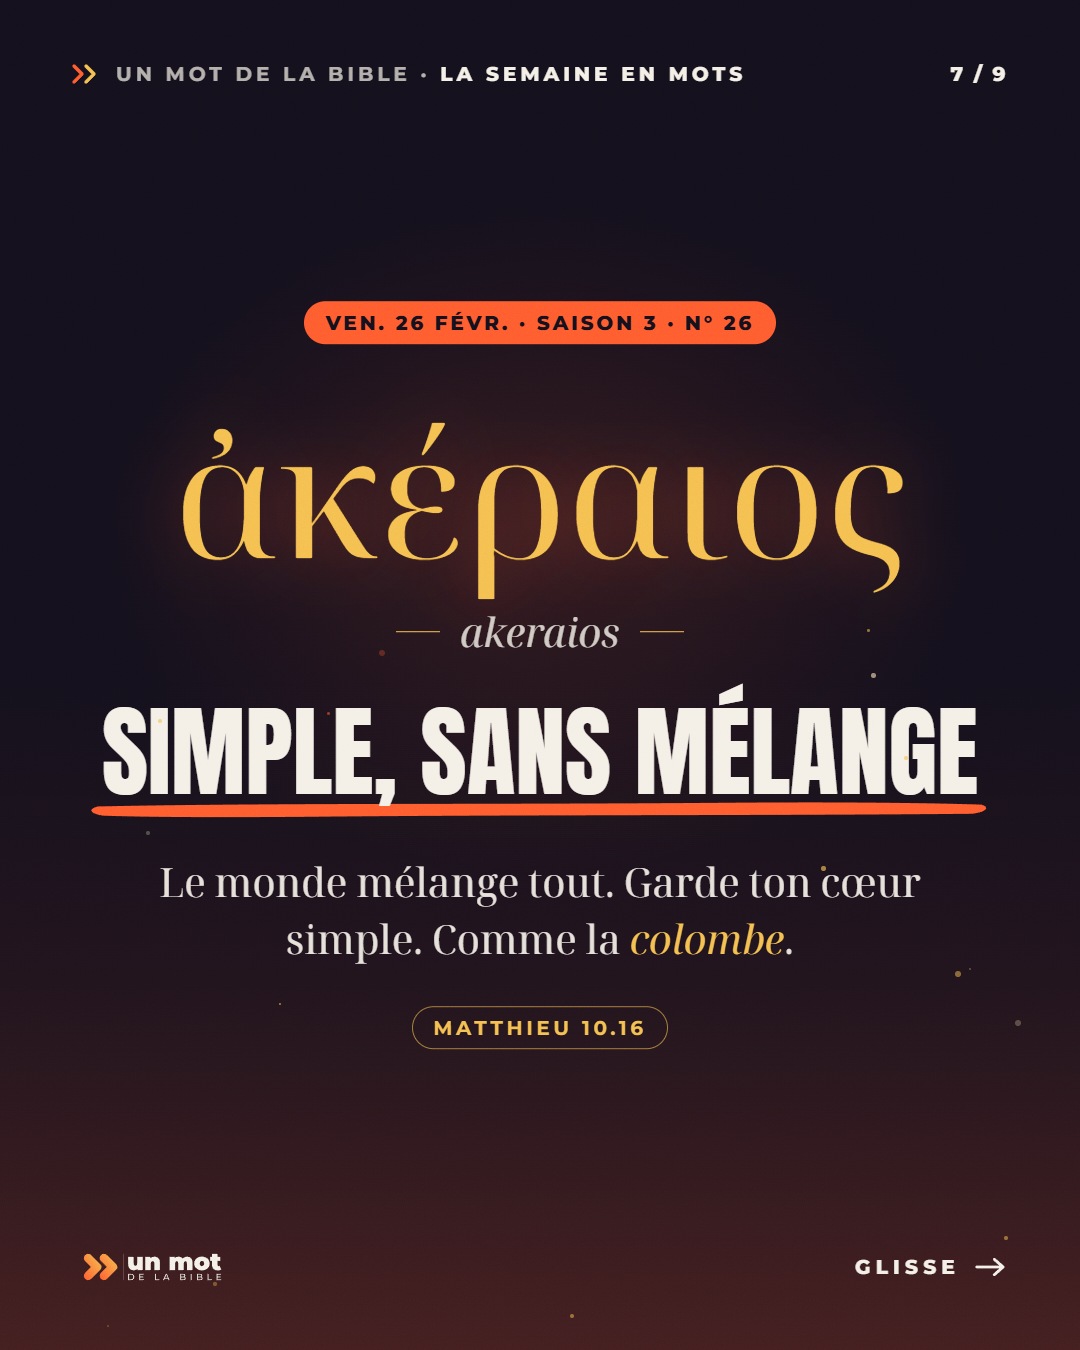 UN MOT DE LA BIBLE · LA SEMAINE EN MOTS
7 / 9
VEN. 26 FÉVR. · SAISON 3 · N° 26
ἀκέραιος
akeraios
SIMPLE, SANS MÉLANGE
Le monde mélange tout. Garde ton cœur
simple. Comme la colombe.
MATTHIEU 10.16
un mot
DE LA BIBLE
GLISSE →